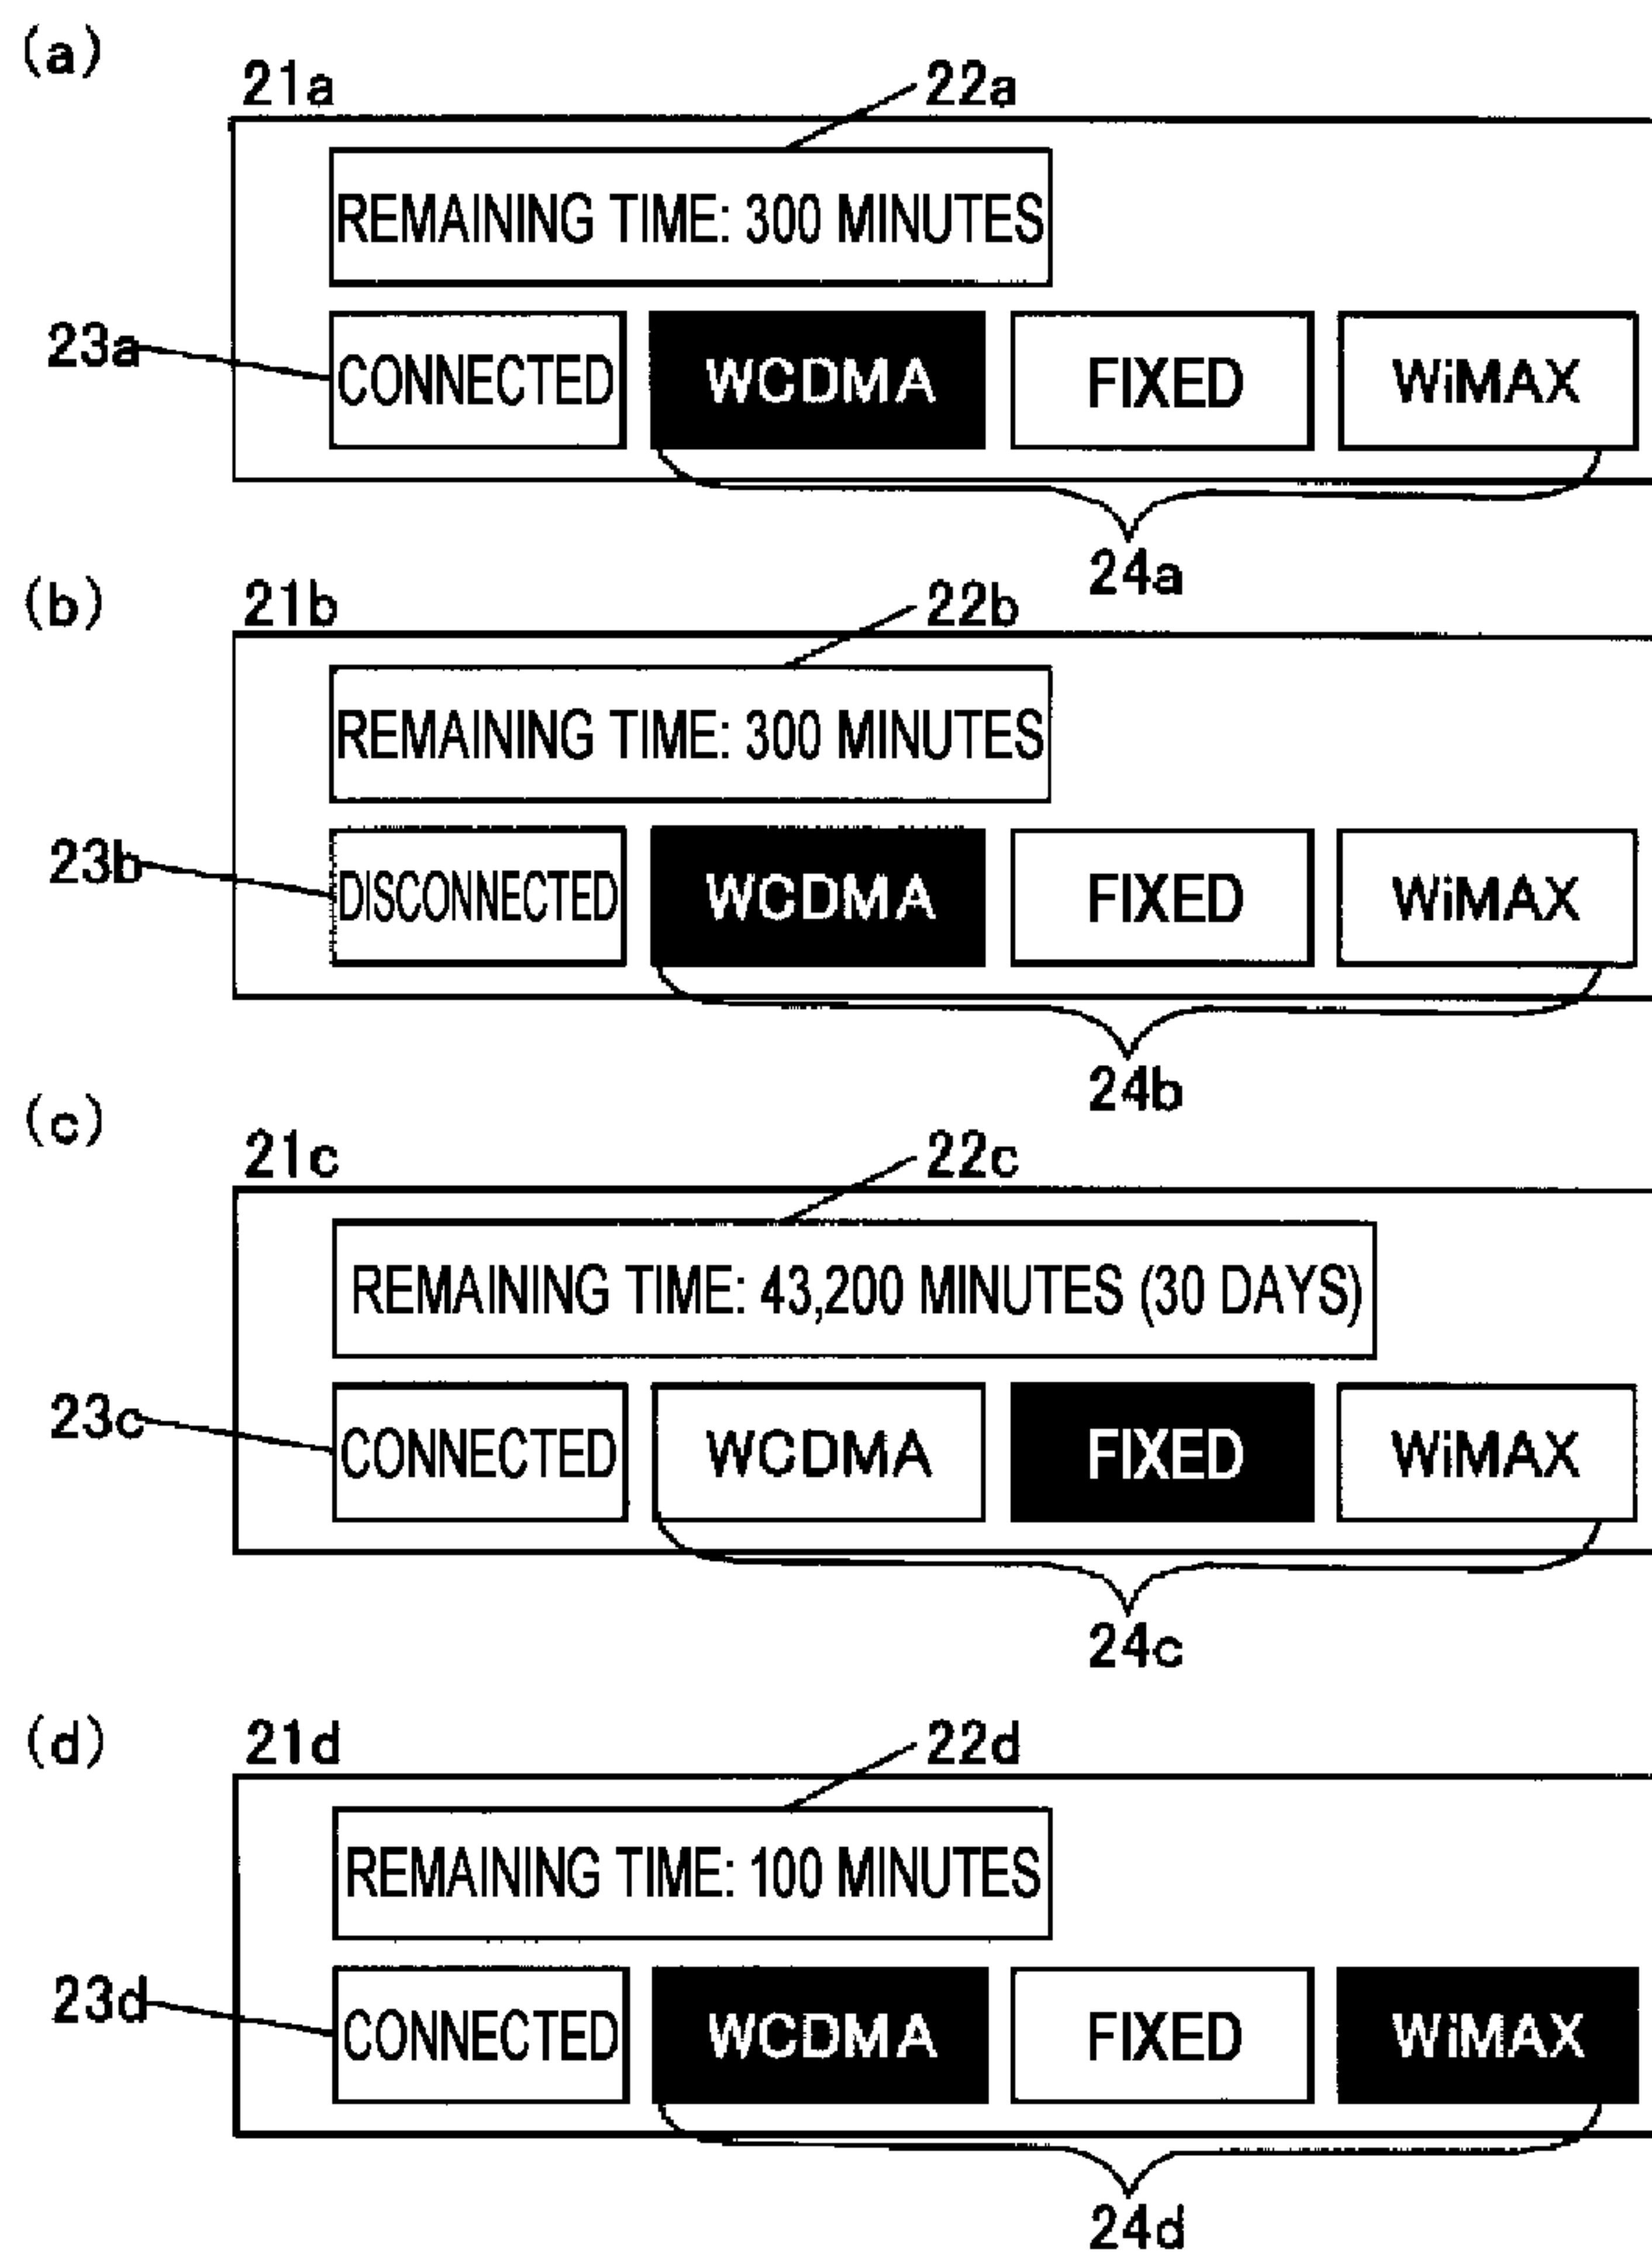 (a)
21a 22a
REMAINING TIME: 300 MINUTES
23a CONNECTED WCDMA FIXED WiMAX
24a
(b) 21b 22b
REMAINING TIME: 300 MINUTES
23b DISCONNECTED WCDMA FIXED WiMAX
24b
(c)
21c 22c
REMAINING TIME: 43,200 MINUTES (30 DAYS)
23c CONNECTED WCDMA FIXED WiMAX
24c
(d) 21d 22d
REMAINING TIME: 100 MINUTES
23d CONNECTED WCDMA FIXED WiMAX
24d